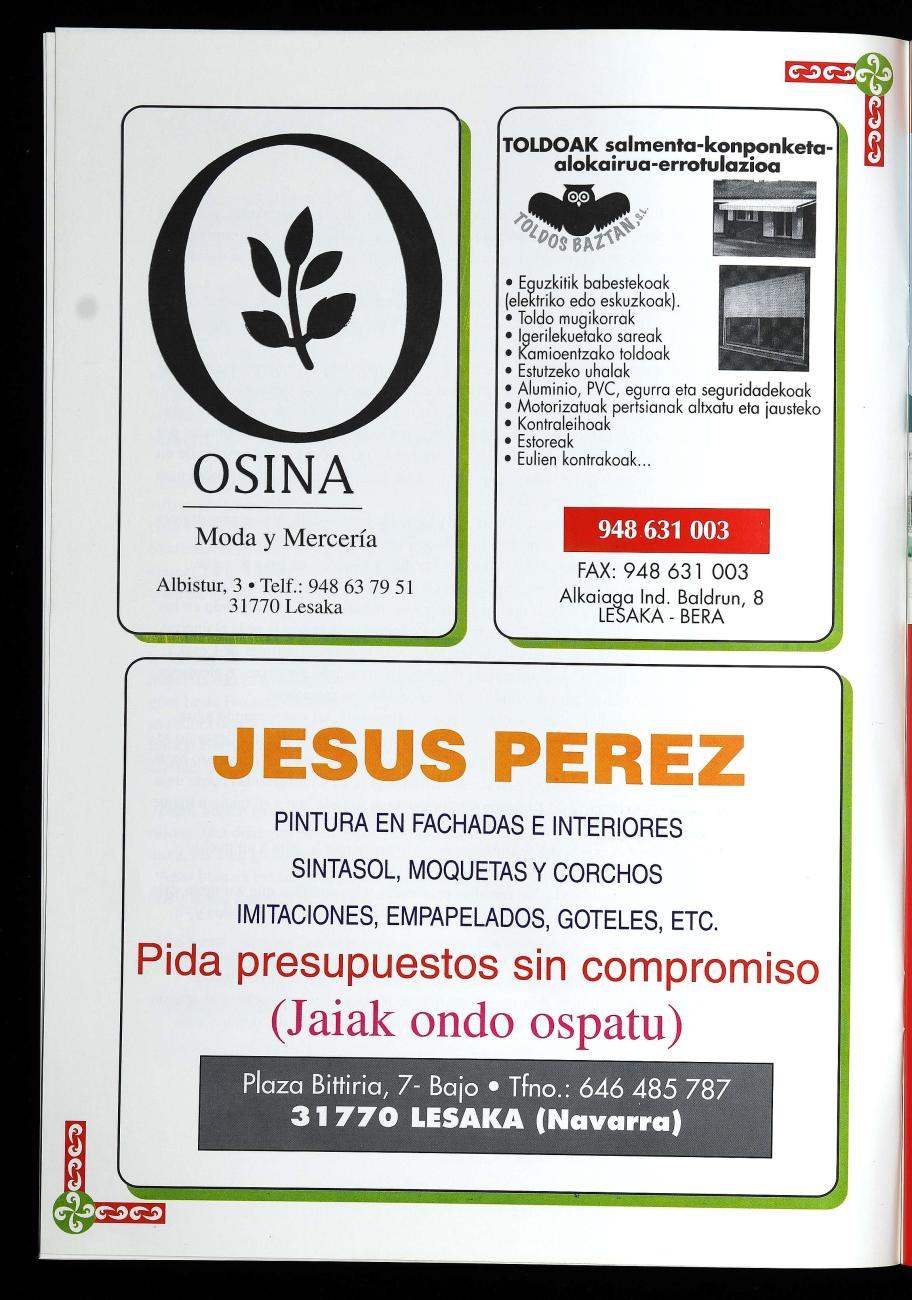 OSINA
Moda y Mercería
Albistur, 3 • Telf.: 948 63 79 51
31770 Lesaka
TOLDOAK salmenta-konponketa-
alokairua-errotulazioa
TOLDOS BAZTAN, S.L.
• Eguzkitik babestekoak
(elektriko edo eskuzkoak).
• Toldo mugikorrak
• Igerilekuetako sareak
• Kamioentzako toldoak
• Estutzeko uhalak
• Aluminio, PVC, egurra eta seguridadekoak
• Motorizatuak pertsianak altxatu eta jausteko
• Kontraleihoak
• Estoreak
• Eulien kontrakoak...
948 631 003
FAX: 948 631 003
Alkaiaga Ind. Baldrun, 8
LESAKA - BERA
JESUS PEREZ
PINTURA EN FACHADAS E INTERIORES
SINTASOL, MOQUETAS Y CORCHOS
IMITACIONES, EMPAPELADOS, GOTELES, ETC.
Pida presupuestos sin compromiso
(Jaiak ondo ospatu)
Plaza Bittiria, 7- Bajo • Tfno.: 646 485 787
31770 LESAKA (Navarra)